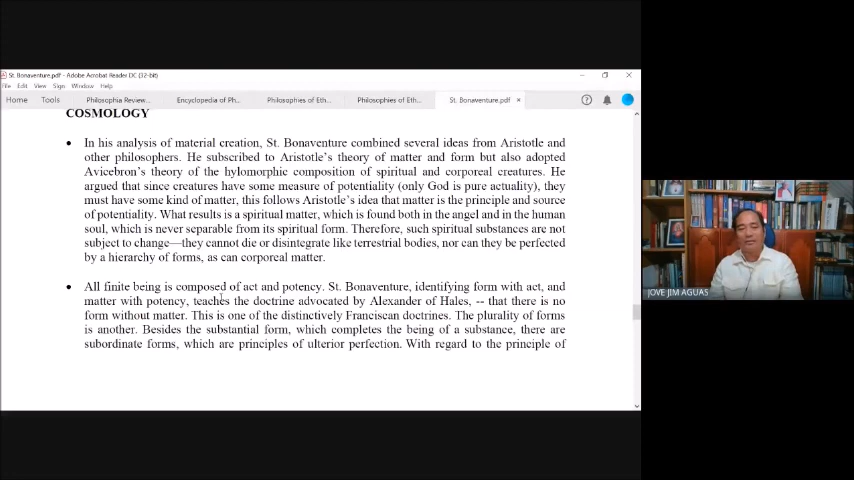 St. Bonaventure.pdf - Adobe Acrobat Reader DC (32-bit)
File Edit View Sign Window Help
Home Tools Philosophia Review... Encyclopedia of Ph... Philosophies of Eth... Philosophies of Eth... St. Bonaventure.pdf ×
COSMOLOGY
• In his analysis of material creation, St. Bonaventure combined several ideas from Aristotle and
other philosophers. He subscribed to Aristotle's theory of matter and form but also adopted
Avicebron's theory of the hylomorphic composition of spiritual and corporeal creatures. He
argued that since creatures have some measure of potentiality (only God is pure actuality), they
must have some kind of matter, this follows Aristotle's idea that matter is the principle and source
of potentiality. What results is a spiritual matter, which is found both in the angel and in the human
soul, which is never separable from its spiritual form. Therefore, such spiritual substances are not
subject to change—they cannot die or disintegrate like terrestrial bodies, nor can they be perfected
by a hierarchy of forms, as can corporeal matter.
• All finite being is composed of act and potency. St. Bonaventure, identifying form with act, and
matter with potency, teaches the doctrine advocated by Alexander of Hales, -- that there is no
form without matter. This is one of the distinctively Franciscan doctrines. The plurality of forms
is another. Besides the substantial form, which completes the being of a substance, there are
subordinate forms, which are principles of ulterior perfection. With regard to the principle of
JOVE JIM AGUAS